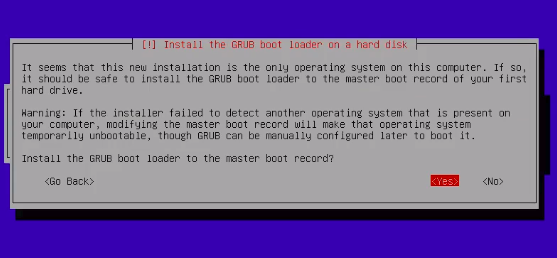 [!] Install the GRUB boot loader on a hard disk
It seems that this new installation is the only operating system on this computer. If so,
it should be safe to install the GRUB boot loader to the master boot record of your first
hard drive.
Warning: If the installer failed to detect another operating system that is present on
your computer, modifying the master boot record will make that operating system
temporarily unbootable, though GRUB can be manually configured later to boot it.
Install the GRUB boot loader to the master boot record?
<Go Back> <Yes> <No>